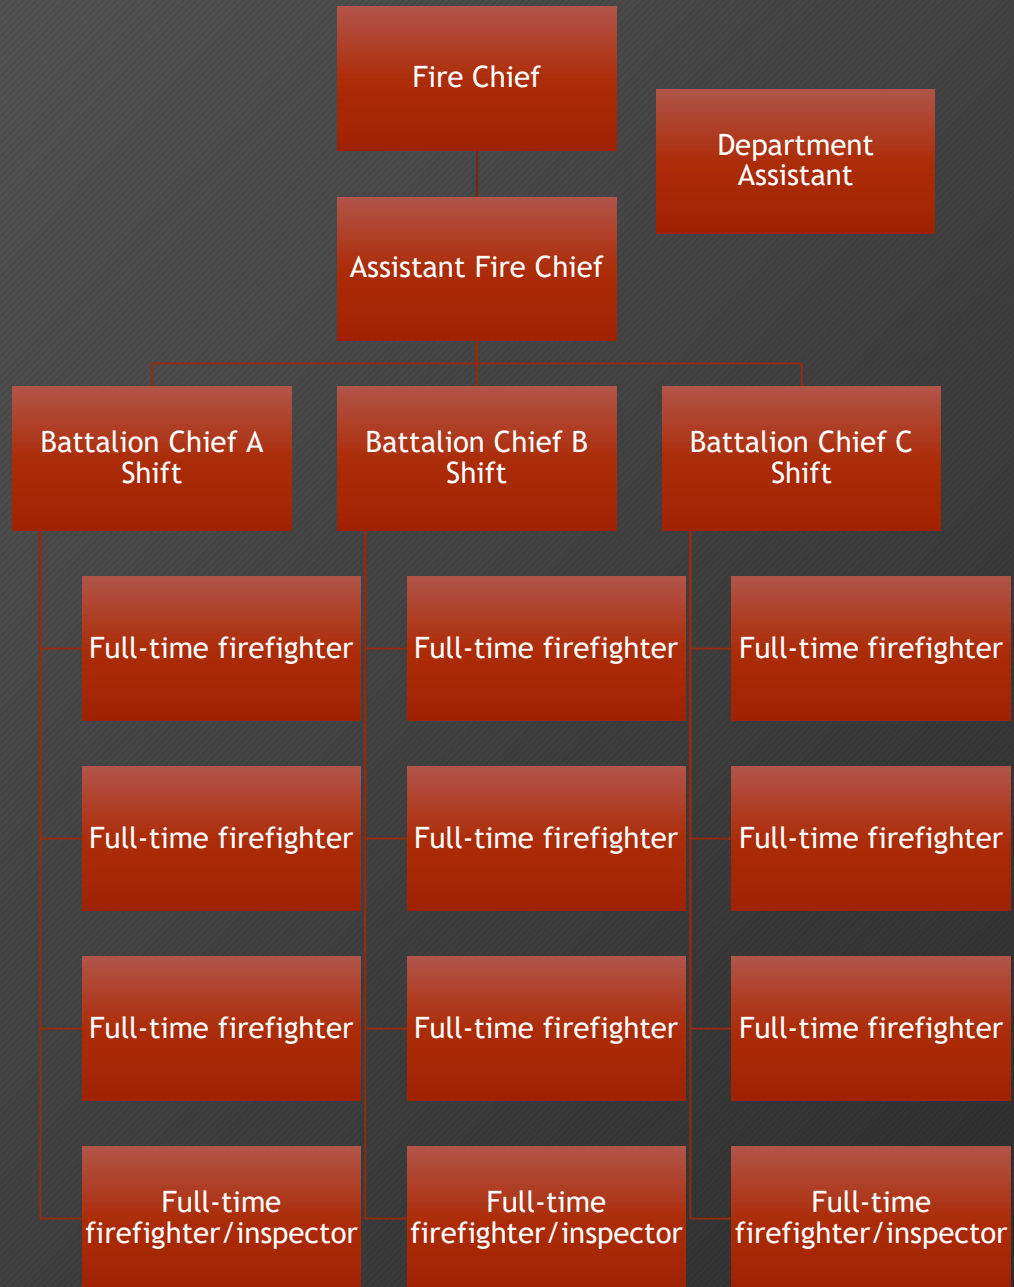 Fire Chief
Department
Assistant
Assistant Fire Chief
Battalion Chief A
Shift
Battalion Chief B
Shift
Battalion Chief C
Shift
Full-time firefighter
Full-time firefighter
Full-time firefighter
Full-time firefighter
Full-time firefighter
Full-time firefighter
Full-time firefighter
Full-time firefighter
Full-time firefighter
Full-time
firefighter/inspector
Full-time
firefighter/inspector
Full-time
firefighter/inspector